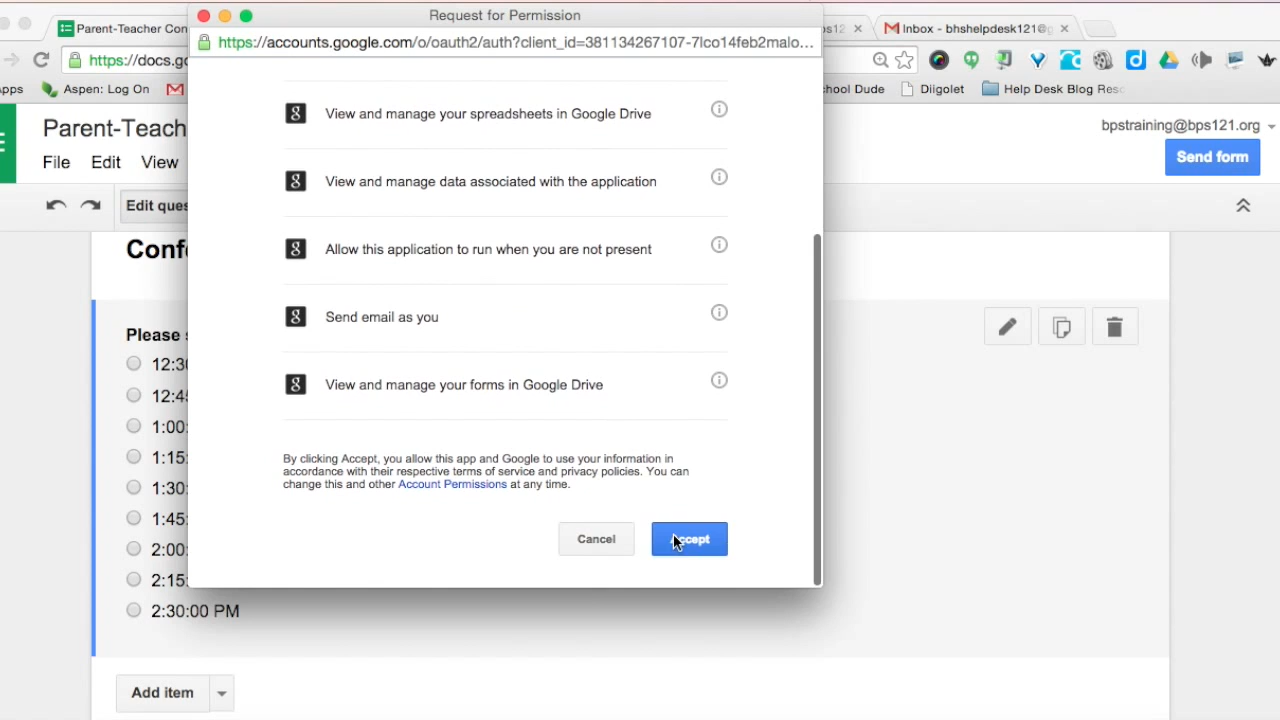 Request for Permission
Parent-Teacher Con
Inbox - bhshelpdesk121@g
https://accounts.google.com/o/oauth2/auth?client_id=381134267107-7lco14feb2malo...
https://docs.go
Aspen: Log On
hool Dude
Diigolet
Help Desk Blog Reso
Parent-Teach
bpstraining@bps121.org
File Edit View
Send form
Edit ques
View and manage your spreadsheets in Google Drive
View and manage data associated with the application
Allow this application to run when you are not present
Send email as you
View and manage your forms in Google Drive
By clicking Accept, you allow this app and Google to use your information in
accordance with their respective terms of service and privacy policies. You can
change this and other Account Permissions at any time.
Cancel
Accept
Confe
Please s
12:30
12:45
1:00:
1:15:
1:30:
1:45:
2:00:
2:15:
2:30:00 PM
Add item